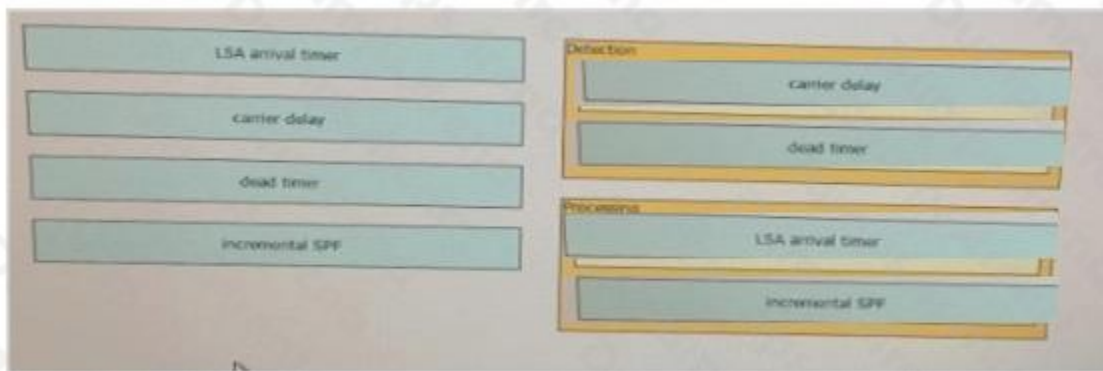 LSA arrival timer
carrier delay
dead timer
incremental SPF
Detection
carrier delay
dead timer
Processing
LSA arrival timer
incremental SPF